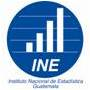 INE
Instituto Nacional de Estadística
Guatemala